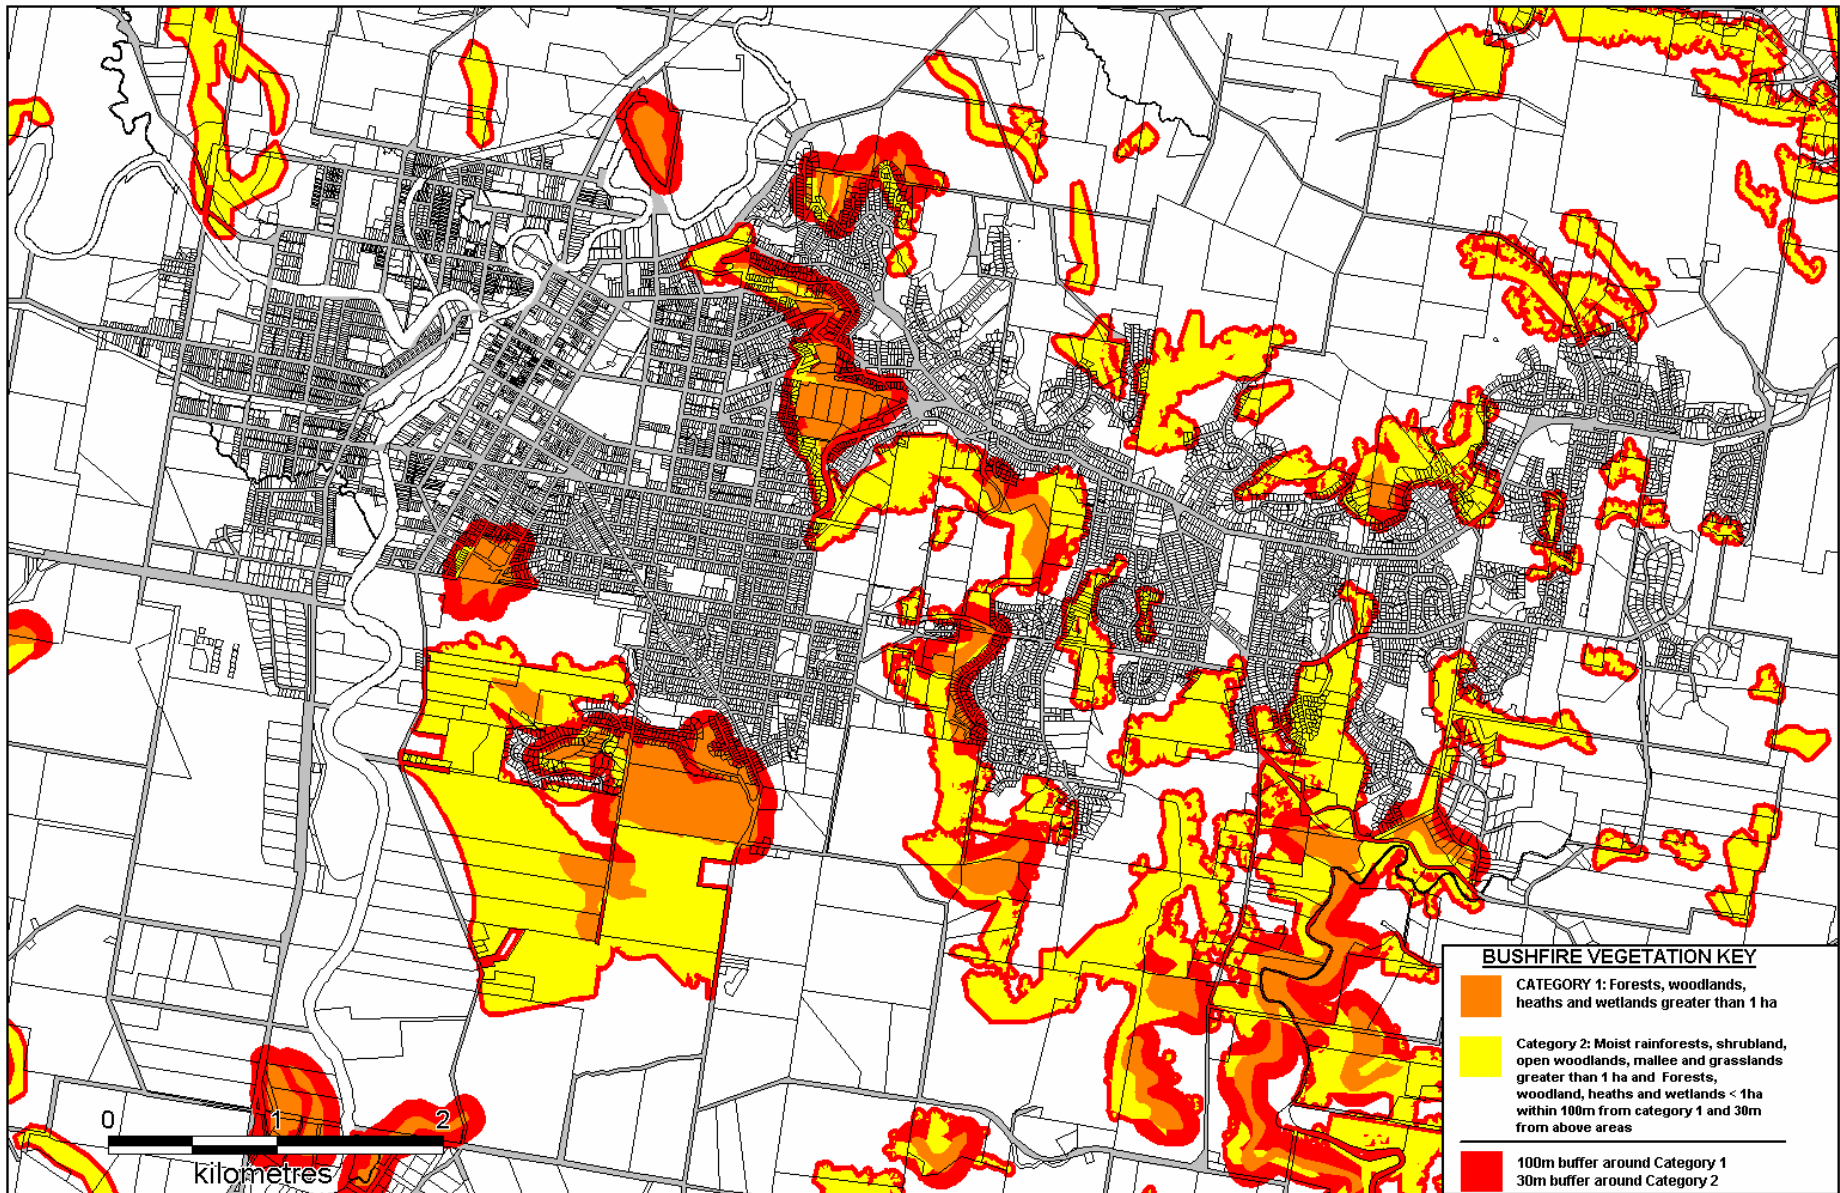 BUSHFIRE VEGETATION KEY
CATEGORY 1: Forests, woodlands,
heaths and wetlands greater than 1 ha
Category 2: Moist rainforests, shrubland,
open woodlands, mallee and grasslands
greater than 1 ha and Forests,
woodland, heaths and wetlands < 1ha
within 100m from category 1 and 30m
from above areas
100m buffer around Category 1
30m buffer around Category 2
0 1 2
kilometres